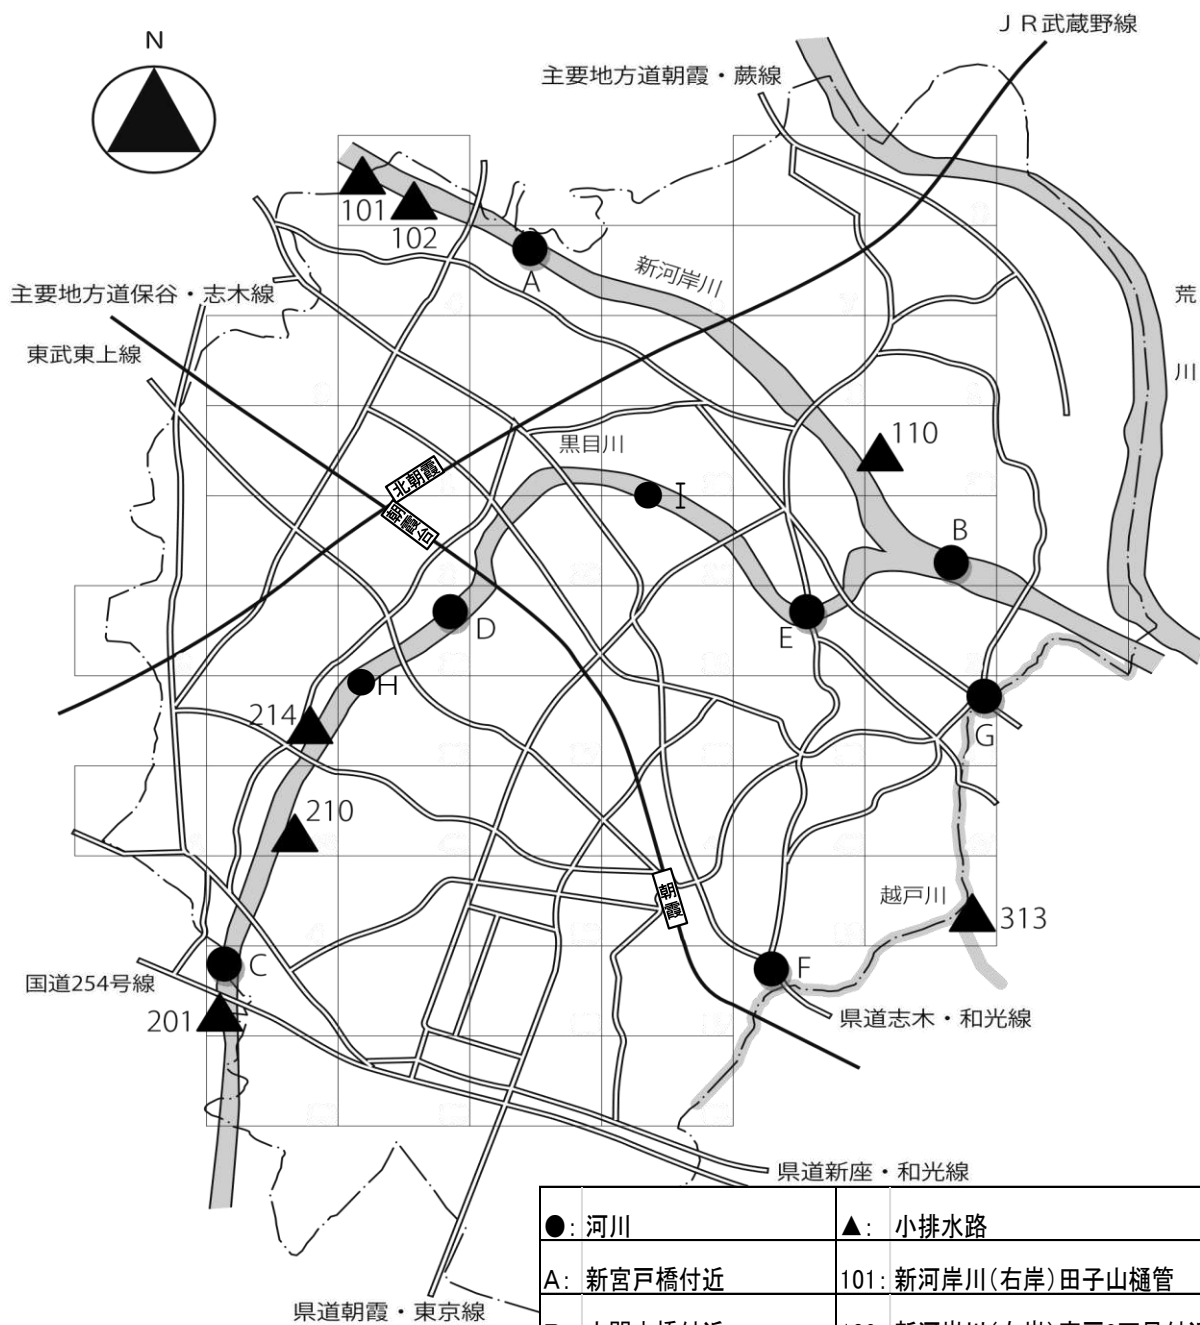 N
ＪＲ武蔵野線
主要地方道朝霞・蕨線
101
102
A
新河岸川
主要地方道保谷・志木線
荒
川
東武東上線
110
黒目川
北朝霞
朝霞台
I
B
D
E
H
214
G
210
朝霞
越戸川
313
C
F
国道254号線
201
県道志木・和光線
県道新座・和光線
●: 河川
▲: 小排水路
A: 新宮戸橋付近
101: 新河岸川(右岸)田子山樋管
県道朝霞・東京線